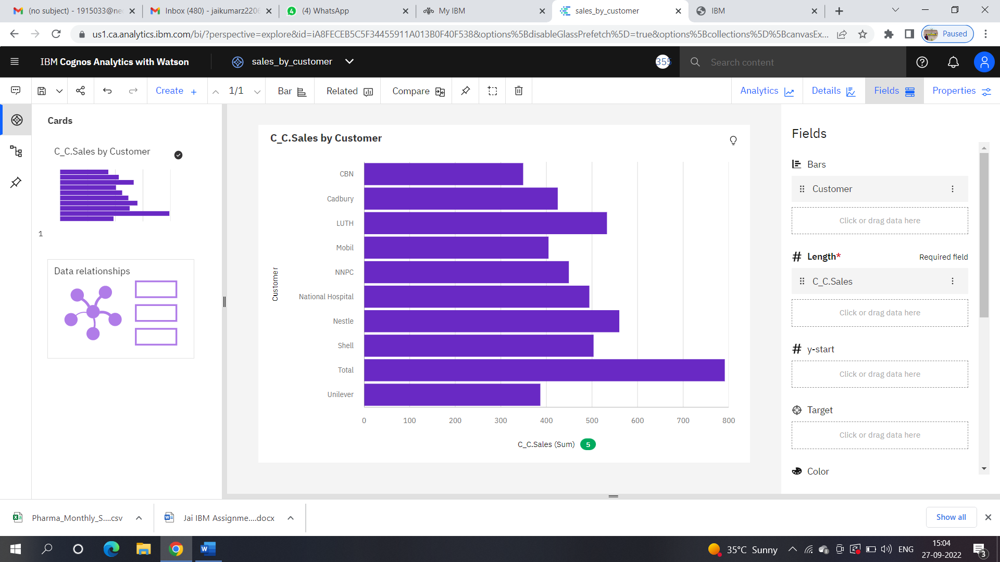 (no subject) - 1915033@nec
Inbox (480) - jaikumarz2206
(4) WhatsApp
My IBM
sales_by_customer
IBM
us1.ca.analytics.ibm.com/bi/?perspective=explore&id=iA8FECEB5C5F34455911A013B0F40F538&options%5BdisableGlassPrefetch%5D=true&options%5Bcollections%5D%5BcanvasEx...
Paused
IBM Cognos Analytics with Watson
sales_by_customer
355
Search content
Create +
1/1
Bar
Related
Compare
Analytics
Details
Fields
Properties
Cards
C_C.Sales by Customer
1
Data relationships
C_C.Sales by Customer
Customer
CBN
Cadbury
LUTH
Mobil
NNPC
National Hospital
Nestle
Shell
Total
Unilever
0 100 200 300 400 500 600 700 800
C_C.Sales (Sum) 5
Fields
Bars
Customer
Click or drag data here
# Length* Required field
C_C.Sales
Click or drag data here
# y-start
Click or drag data here
Target
Click or drag data here
Color
Pharma_Monthly_S....csv
Jai IBM Assignme....docx
Show all
35°C Sunny
ENG
15:04
27-09-2022
3